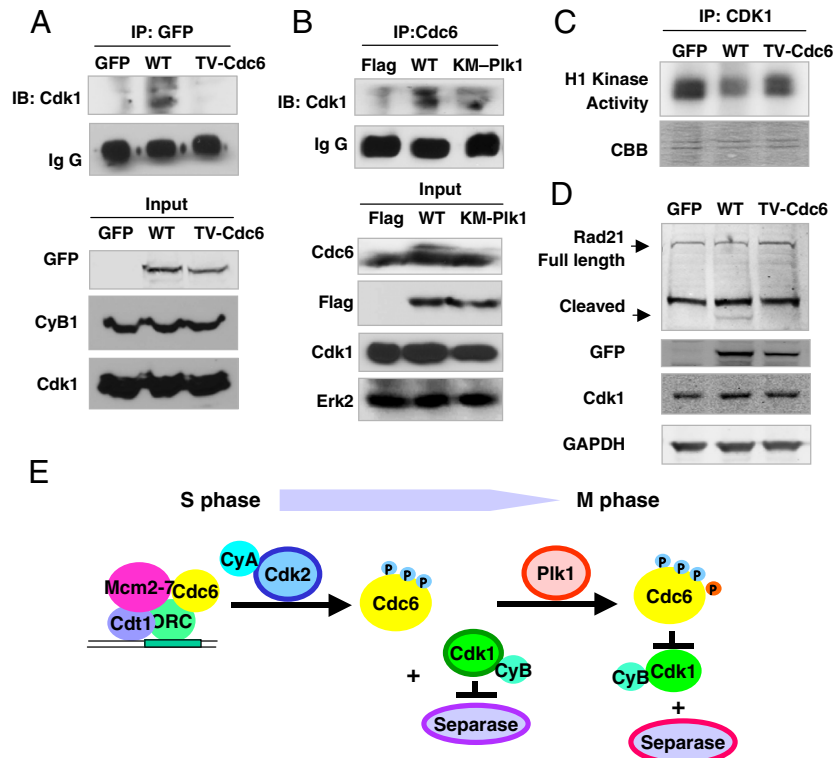 A
IP: GFP
GFP WT TV-Cdc6
IB: Cdk1
Ig G
Input
GFP WT TV-Cdc6
GFP
CyB1
Cdk1
B
IP:Cdc6
Flag WT KM–Plk1
IB: Cdk1
Ig G
Input
Flag WT KM-Plk1
Cdc6
Flag
Cdk1
Erk2
C
IP: CDK1
GFP WT TV-Cdc6
H1 Kinase
Activity
CBB
D
GFP WT TV-Cdc6
Rad21
Full length
Cleaved
GFP
Cdk1
GAPDH
E
S phase M phase
Mcm2-7 Cdc6
Cdt1 ORC
CyA Cdk2
P P P
Cdc6
Plk1
P P P P
Cdc6
+
Cdk1
CyB
Separase
CyB Cdk1
+
Separase